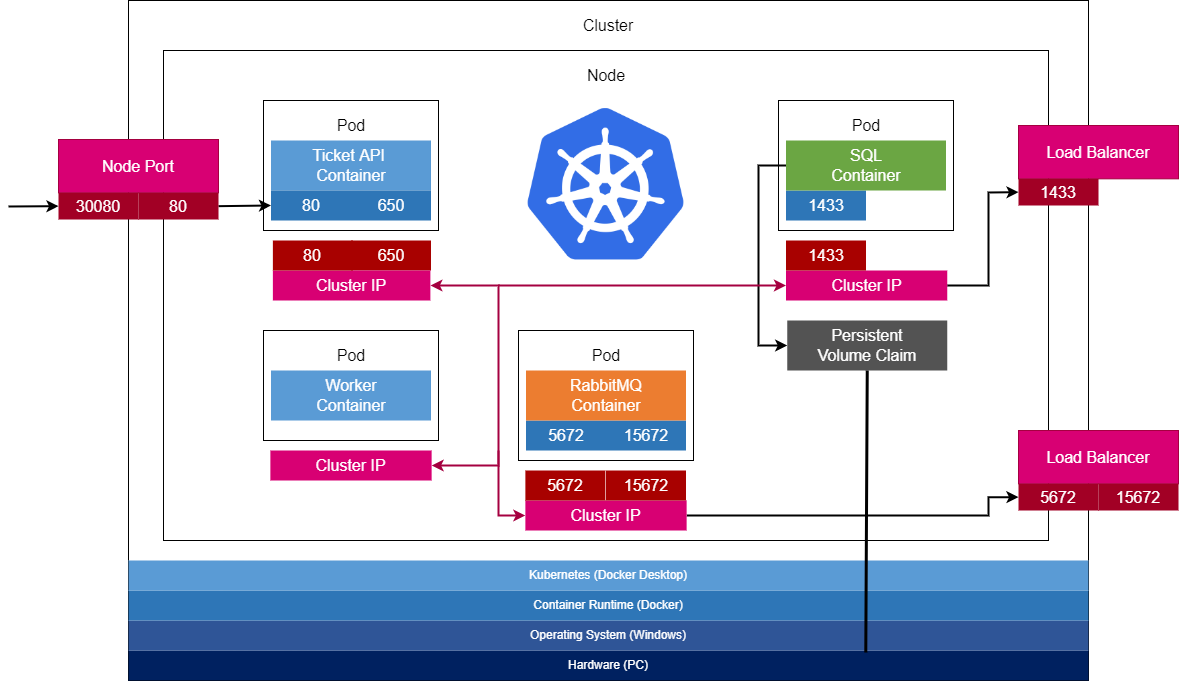 Cluster
Node
Node Port
30080 80
Pod
Ticket API
Container
80 650
80 650
Cluster IP
Pod
SQL
Container
1433
1433
Cluster IP
Load Balancer
1433
Persistent
Volume Claim
Pod
Worker
Container
Cluster IP
Pod
RabbitMQ
Container
5672 15672
5672 15672
Cluster IP
Load Balancer
5672 15672
Kubernetes (Docker Desktop)
Container Runtime (Docker)
Operating System (Windows)
Hardware (PC)